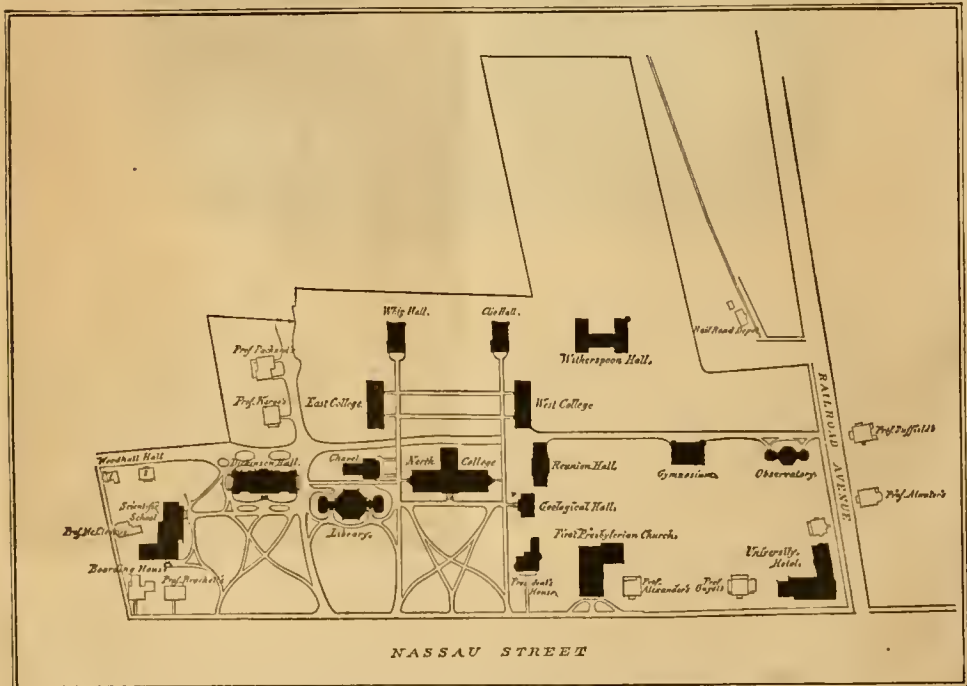 Whig Hall.
Clio Hall.
Rail Road Depot
Witherspoon Hall.
Prof. Packard's
Prof. Karge's
East College
West College
RAILROAD AVENUE
Prof. Duffield's
Woodhull Hall
Dickinson Hall.
Chapel
North College
Reunion Hall.
Gymnasium.
Observatory.
Prof. Atwater's
Scientific
School
Library.
Geological Hall.
First Presbyterian Church.
University
Hotel.
Boarding House
Prof. Brackett's
President's
House
Prof.
Alexander's
Prof.
Guyot's
NASSAU STREET